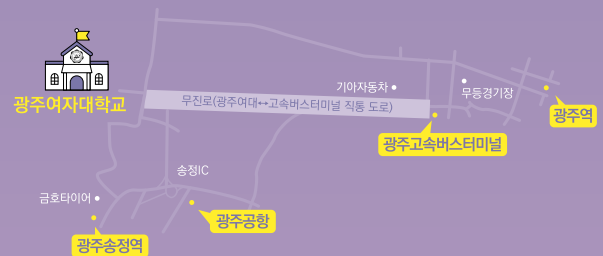 광주여자대학교
무진로(광주여대↔고속버스터미널 직통 도로)
기아자동차
무등경기장
광주역
광주고속버스터미널
송정IC
금호타이어
광주공항
광주송정역